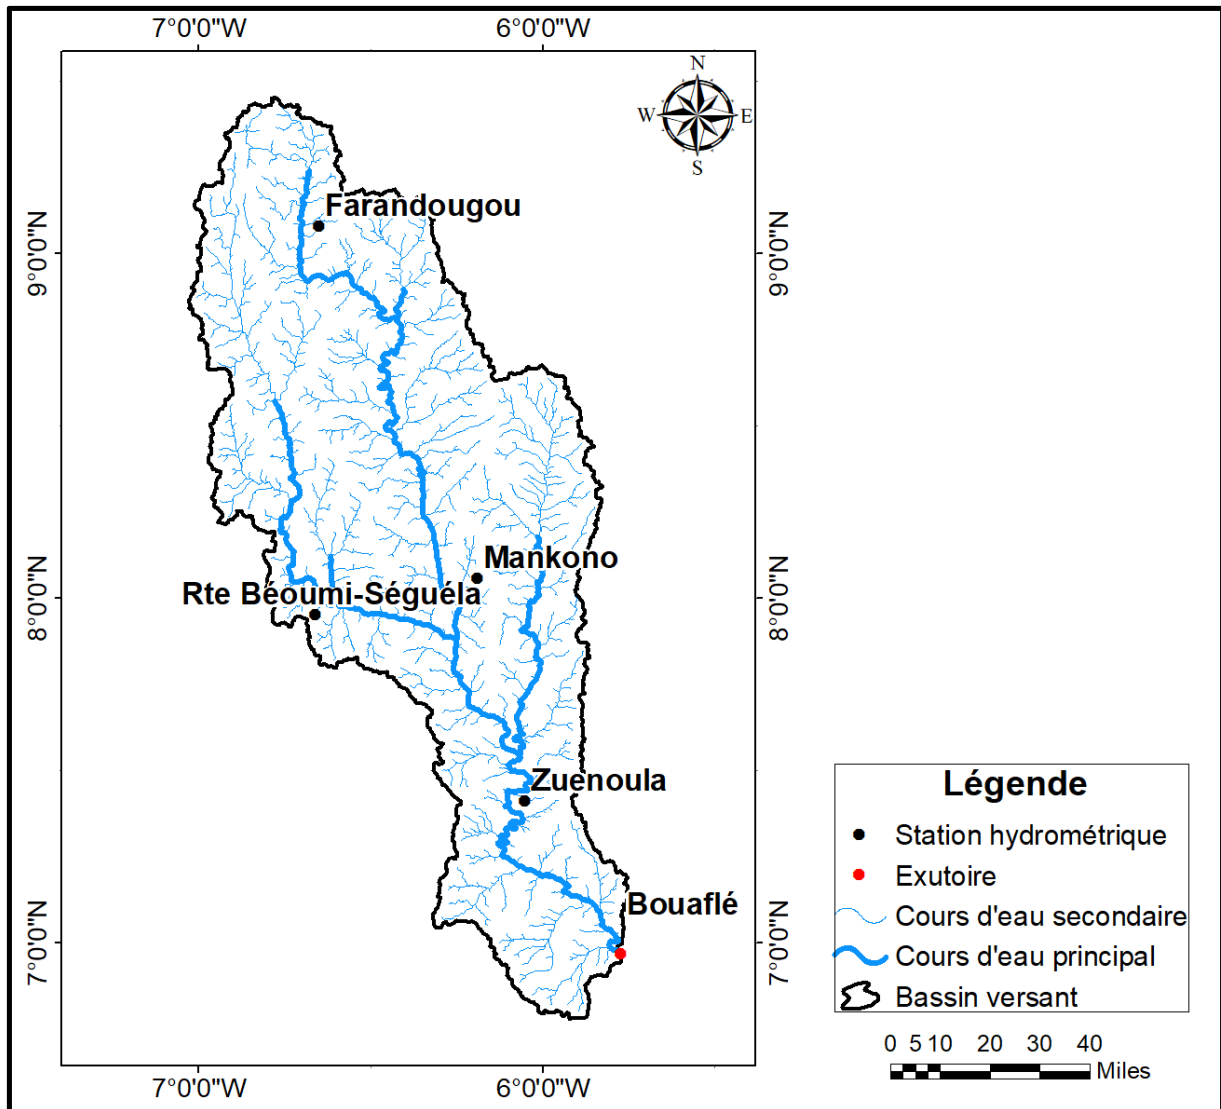 7°0'0"W 6°0'0"W
N
W E
S
Farandougou
9°0'0"N 9°0'0"N
Mankono
Rte Béoumi-Séguéla
8°0'0"N 8°0'0"N
Zuenoula
Légende
Station hydrométrique
Exutoire
Bouaflé
Cours d'eau secondaire
7°0'0"N 7°0'0"N
Cours d'eau principal
Bassin versant
0 5 10 20 30 40
Miles
7°0'0"W 6°0'0"W